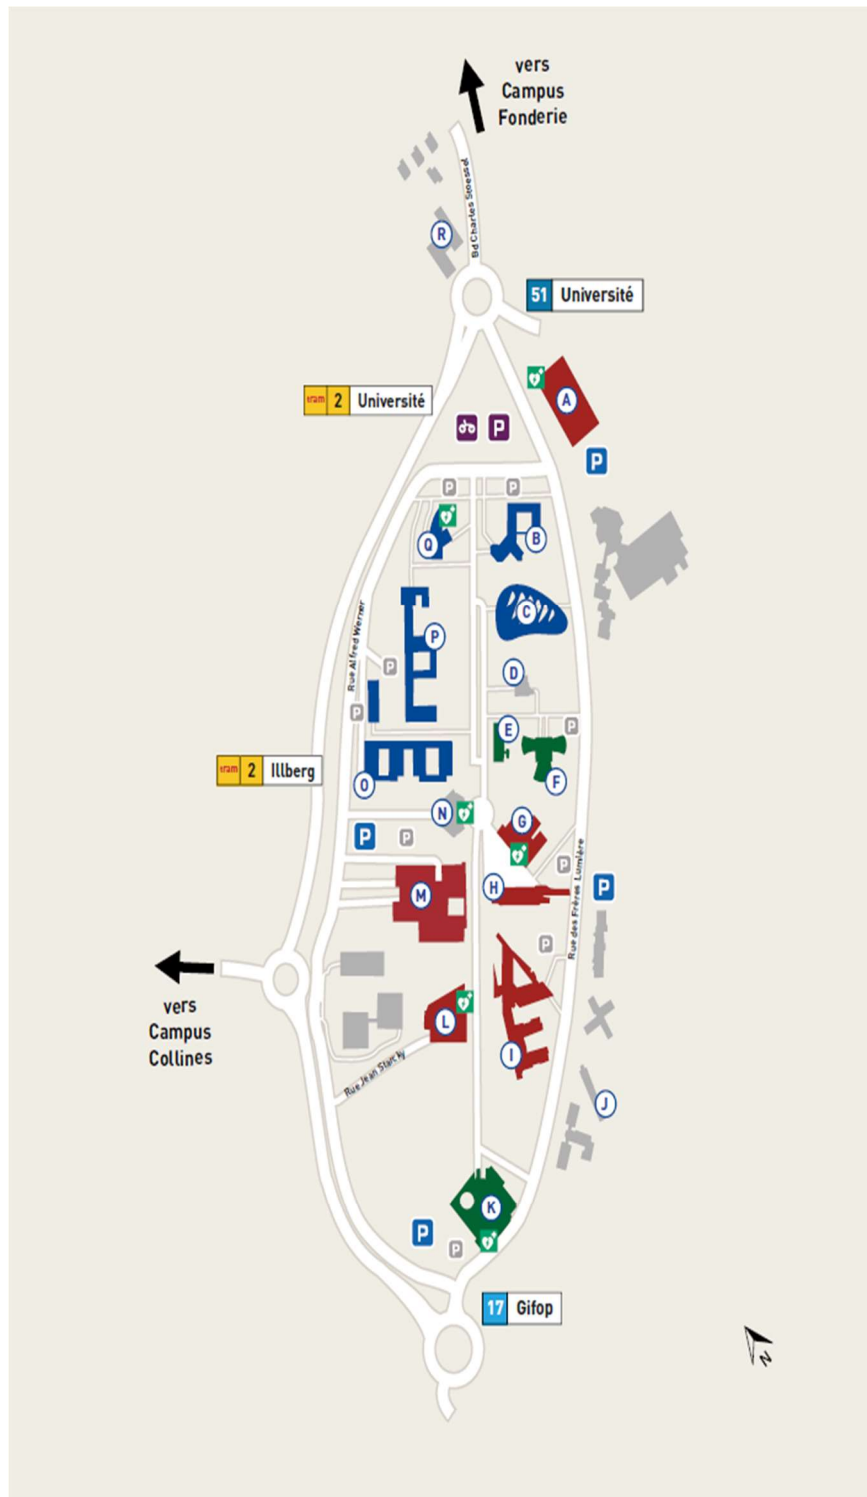 vers
Campus
Fonderie
Bd Charles Stoessel
R
51 Université
A
tram 2 Université
P
P
P
P
Q
B
C
P
Rue Alfred Werner
P
D
P
E
P
F
tram 2 Illberg
O
N
G
P
P
P
H
P
M
Rue des Frères Lumière
P
vers
Campus
Collines
L
I
Rue Jean Starcky
J
K
P
P
17 Gifop
N